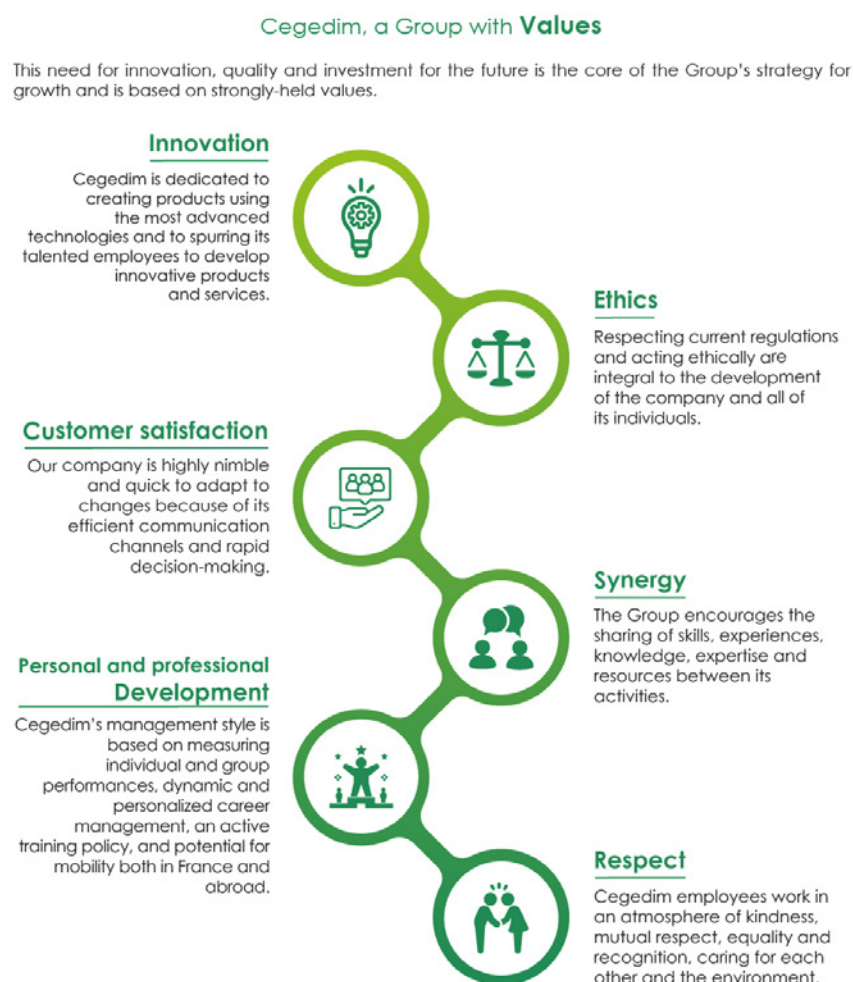 Cegedim, a Group with Values
This need for innovation, quality and investment for the future is the core of the Group's strategy for
growth and is based on strongly-held values.
Innovation
Cegedim is dedicated to
creating products using
the most advanced
technologies and to spurring its
talented employees to develop
innovative products
and services.
Ethics
Respecting current regulations
and acting ethically are
integral to the development
of the company and all of
its individuals.
Customer satisfaction
Our company is highly nimble
and quick to adapt to
changes because of its
efficient communication
channels and rapid
decision-making.
Synergy
The Group encourages the
sharing of skills, experiences,
knowledge, expertise and
resources between its
activities.
Personal and professional
Development
Cegedim's management style is
based on measuring
individual and group
performances, dynamic and
personalized career
management, an active
training policy, and potential for
mobility both in France and
abroad.
Respect
Cegedim employees work in
an atmosphere of kindness,
mutual respect, equality and
recognition, caring for each
other and the environment.